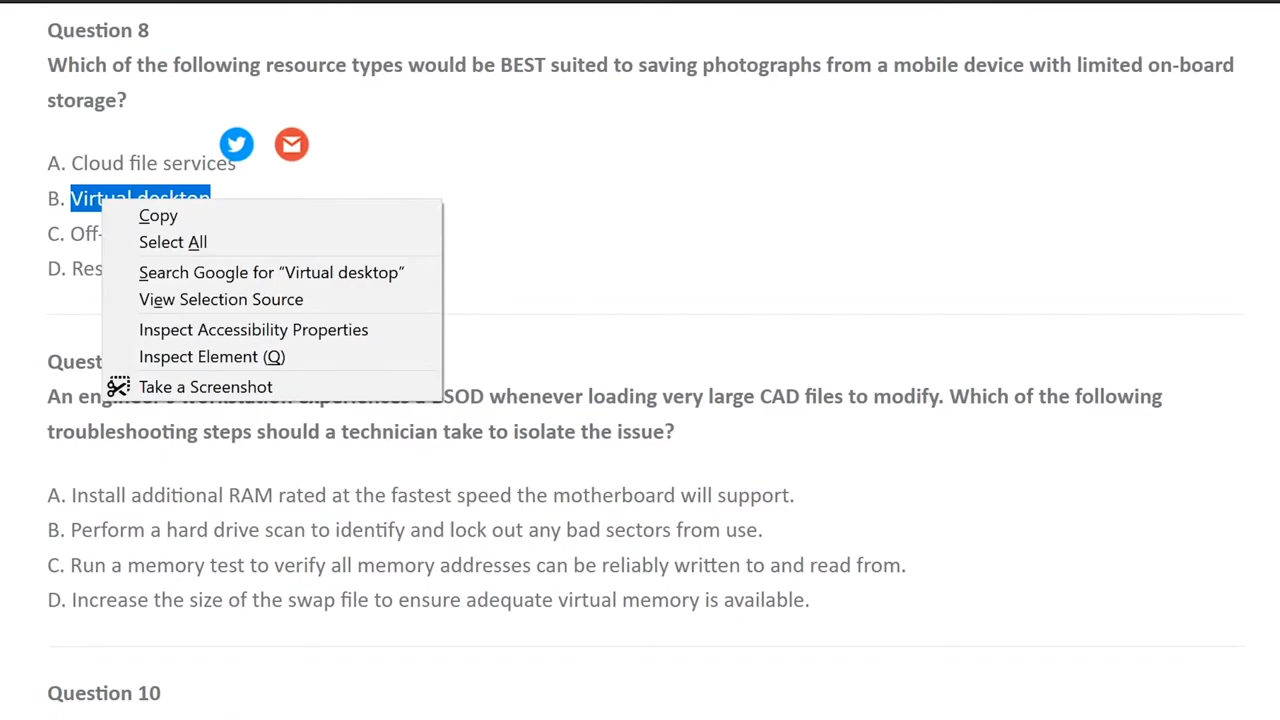 Question 8
Which of the following resource types would be BEST suited to saving photographs from a mobile device with limited on-board
storage?
A. Cloud file services
B. Virtual desktop
C. Off-
D. Res
Copy
Select All
Search Google for “Virtual desktop”
View Selection Source
Inspect Accessibility Properties
Inspect Element (Q)
Take a Screenshot
Quest
An engineer's workstation experiences a BSOD whenever loading very large CAD files to modify. Which of the following
troubleshooting steps should a technician take to isolate the issue?
A. Install additional RAM rated at the fastest speed the motherboard will support.
B. Perform a hard drive scan to identify and lock out any bad sectors from use.
C. Run a memory test to verify all memory addresses can be reliably written to and read from.
D. Increase the size of the swap file to ensure adequate virtual memory is available.
Question 10